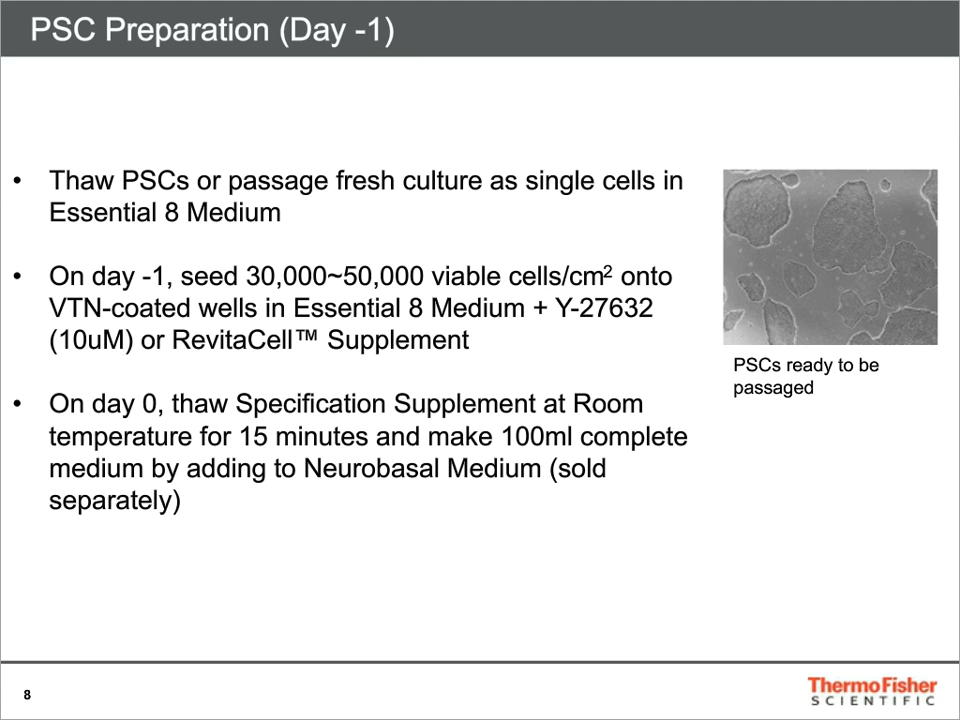 PSC Preparation (Day -1)
• Thaw PSCs or passage fresh culture as single cells in
Essential 8 Medium
• On day -1, seed 30,000~50,000 viable cells/cm² onto
VTN-coated wells in Essential 8 Medium + Y-27632
(10uM) or RevitaCell™ Supplement
• On day 0, thaw Specification Supplement at Room
temperature for 15 minutes and make 100ml complete
medium by adding to Neurobasal Medium (sold
separately)
PSCs ready to be
passaged
8
ThermoFisher
SCIENTIFIC